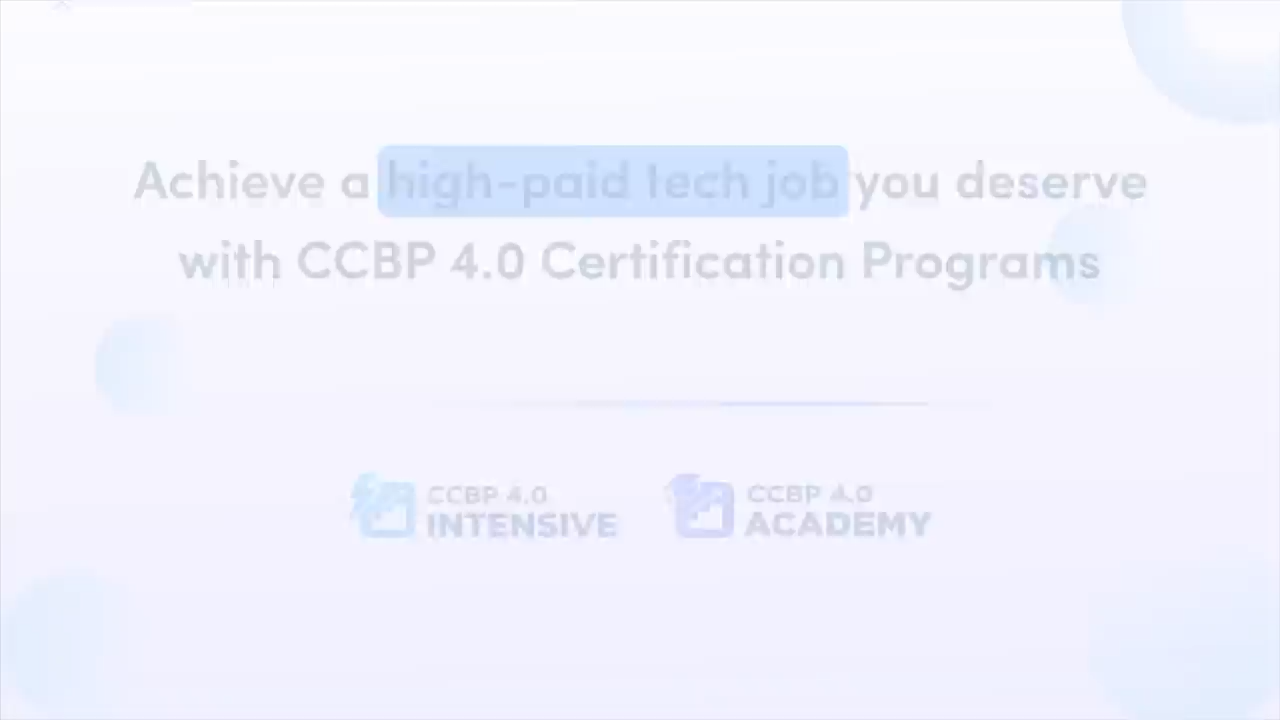 Achieve a high-paid tech job you deserve
with CCBP 4.0 Certification Programs
CCBP 4.0
INTENSIVE
CCBP 4.0
ACADEMY